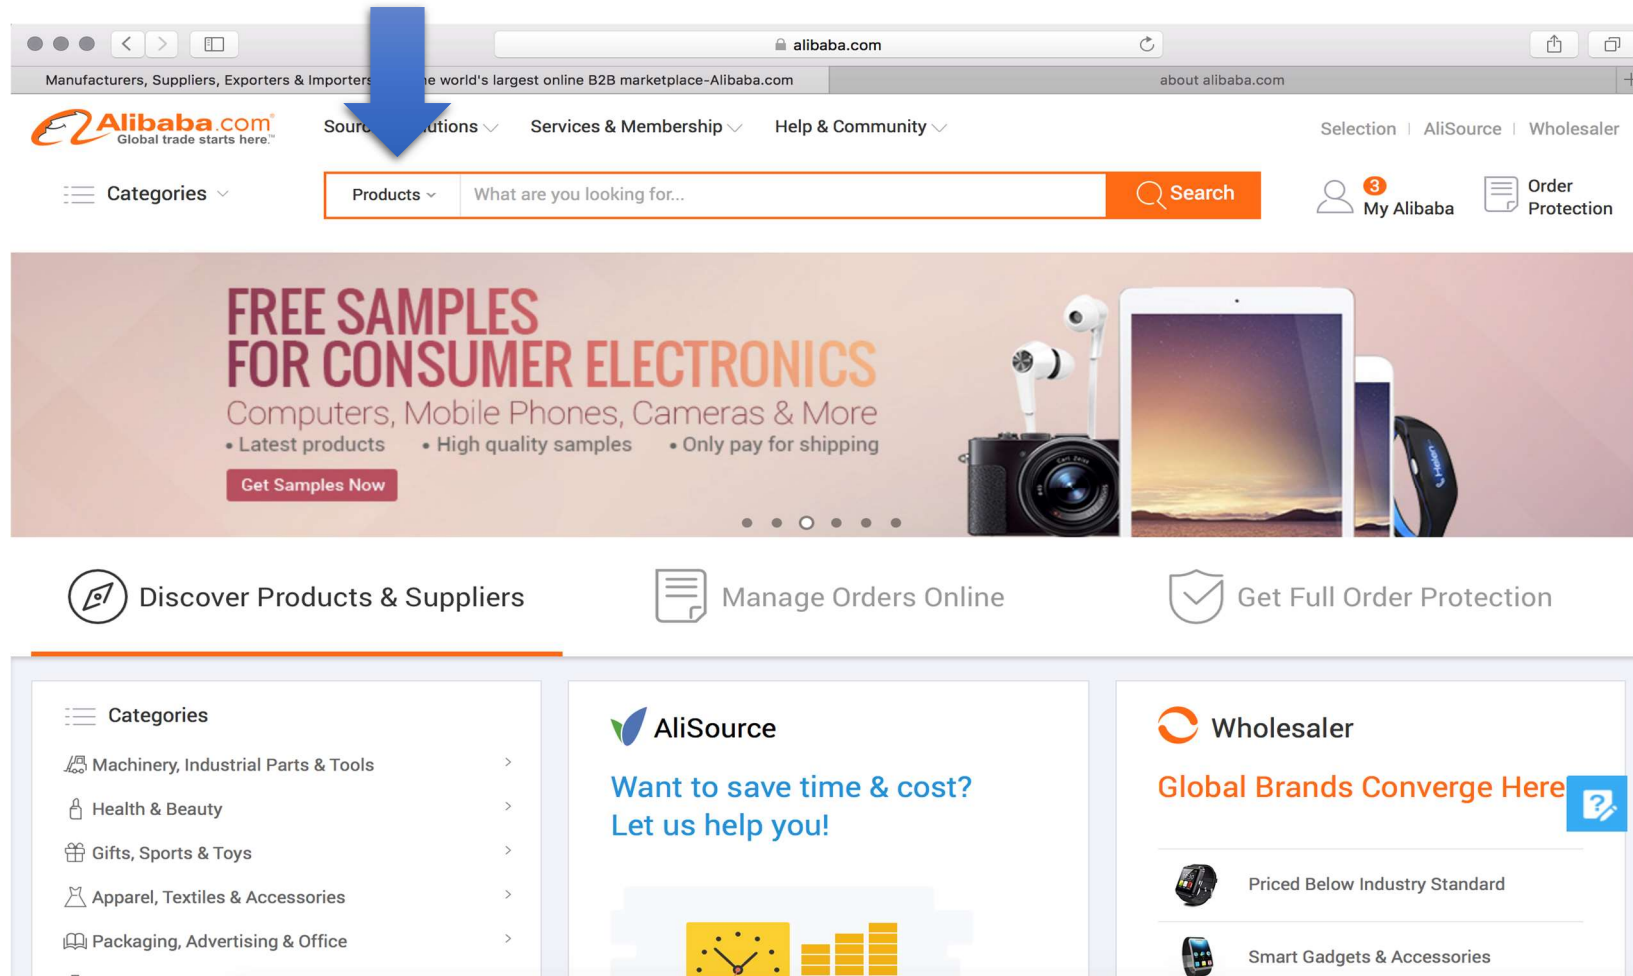 alibaba.com
Manufacturers, Suppliers, Exporters & Importers e world's largest online B2B marketplace-Alibaba.com
about alibaba.com
Alibaba.com
Global trade starts here.™
Services & Membership
Help & Community
Selection | AliSource | Wholesaler
Categories
Products
What are you looking for...
Search
3
My Alibaba
Order
Protection
FREE SAMPLES
FOR CONSUMER ELECTRONICS
Computers, Mobile Phones, Cameras & More
• Latest products • High quality samples • Only pay for shipping
Get Samples Now
Carl Zeiss
Helen
Discover Products & Suppliers
Manage Orders Online
Get Full Order Protection
Categories
Machinery, Industrial Parts & Tools
Health & Beauty
Gifts, Sports & Toys
Apparel, Textiles & Accessories
Packaging, Advertising & Office
AliSource
Want to save time & cost?
Let us help you!
Wholesaler
Global Brands Converge Here
Priced Below Industry Standard
Smart Gadgets & Accessories